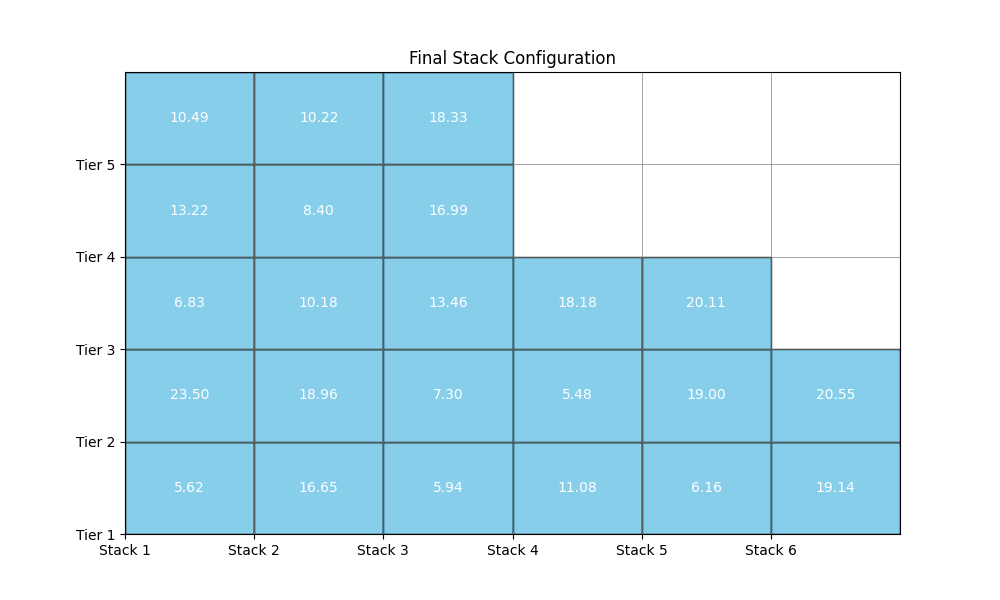 Final Stack Configuration
10.49 10.22 18.33
Tier 5
13.22 8.40 16.99
Tier 4
6.83 10.18 13.46 18.18 20.11
Tier 3
23.50 18.96 7.30 5.48 19.00 20.55
Tier 2
5.62 16.65 5.94 11.08 6.16 19.14
Tier 1
Stack 1 Stack 2 Stack 3 Stack 4 Stack 5 Stack 6